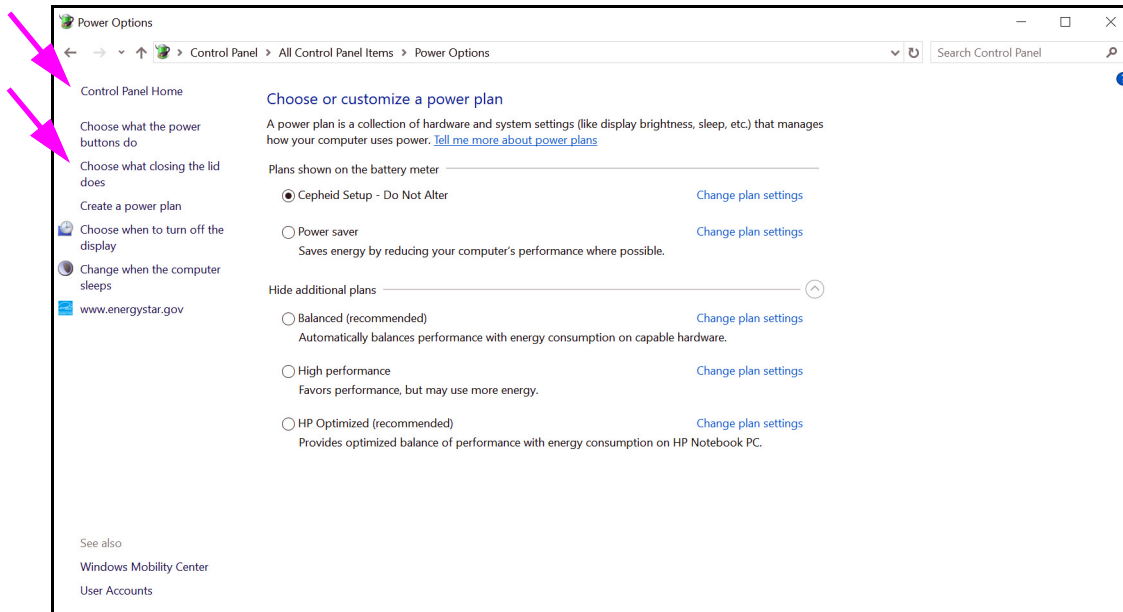 Power Options
Control Panel > All Control Panel Items > Power Options
Search Control Panel
Control Panel Home
Choose what the power
buttons do
Choose what closing the lid
does
Create a power plan
Choose when to turn off the
display
Change when the computer
sleeps
www.energystar.gov
Choose or customize a power plan
A power plan is a collection of hardware and system settings (like display brightness, sleep, etc.) that manages
how your computer uses power. Tell me more about power plans
Plans shown on the battery meter
Cepheid Setup - Do Not Alter Change plan settings
Power saver Change plan settings
Saves energy by reducing your computer's performance where possible.
Hide additional plans
Balanced (recommended) Change plan settings
Automatically balances performance with energy consumption on capable hardware.
High performance Change plan settings
Favors performance, but may use more energy.
HP Optimized (recommended) Change plan settings
Provides optimized balance of performance with energy consumption on HP Notebook PC.
See also
Windows Mobility Center
User Accounts